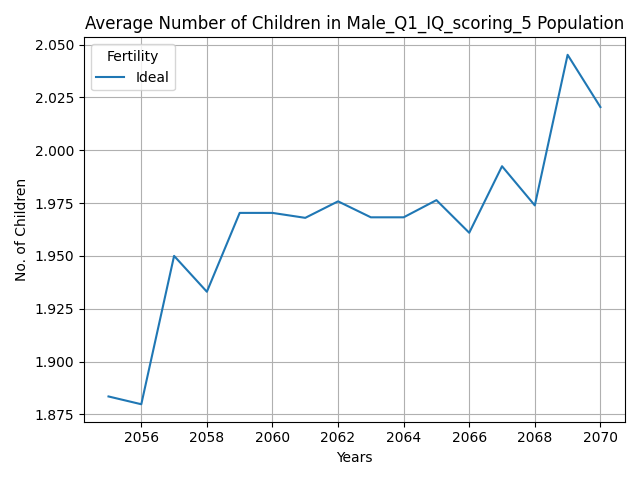 Average Number of Children in Male_Q1_IQ_scoring_5 Population
Fertility
Ideal
No. of Children
2.050
2.025
2.000
1.975
1.950
1.925
1.900
1.875
2056 2058 2060 2062 2064 2066 2068 2070
Years